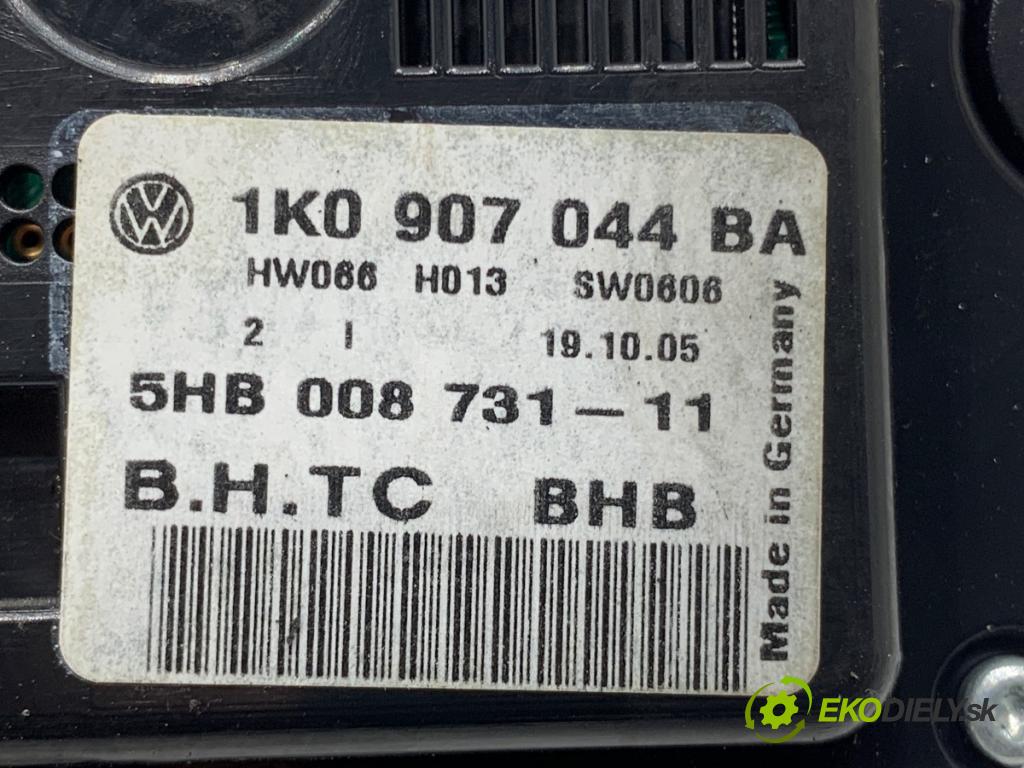 1K0 907 044 BA
HW066 H013 SW0606
2 I 19.10.05
5HB 008 731-11
B.H.TC BHB
Made in Germany
EKODIELY.sk